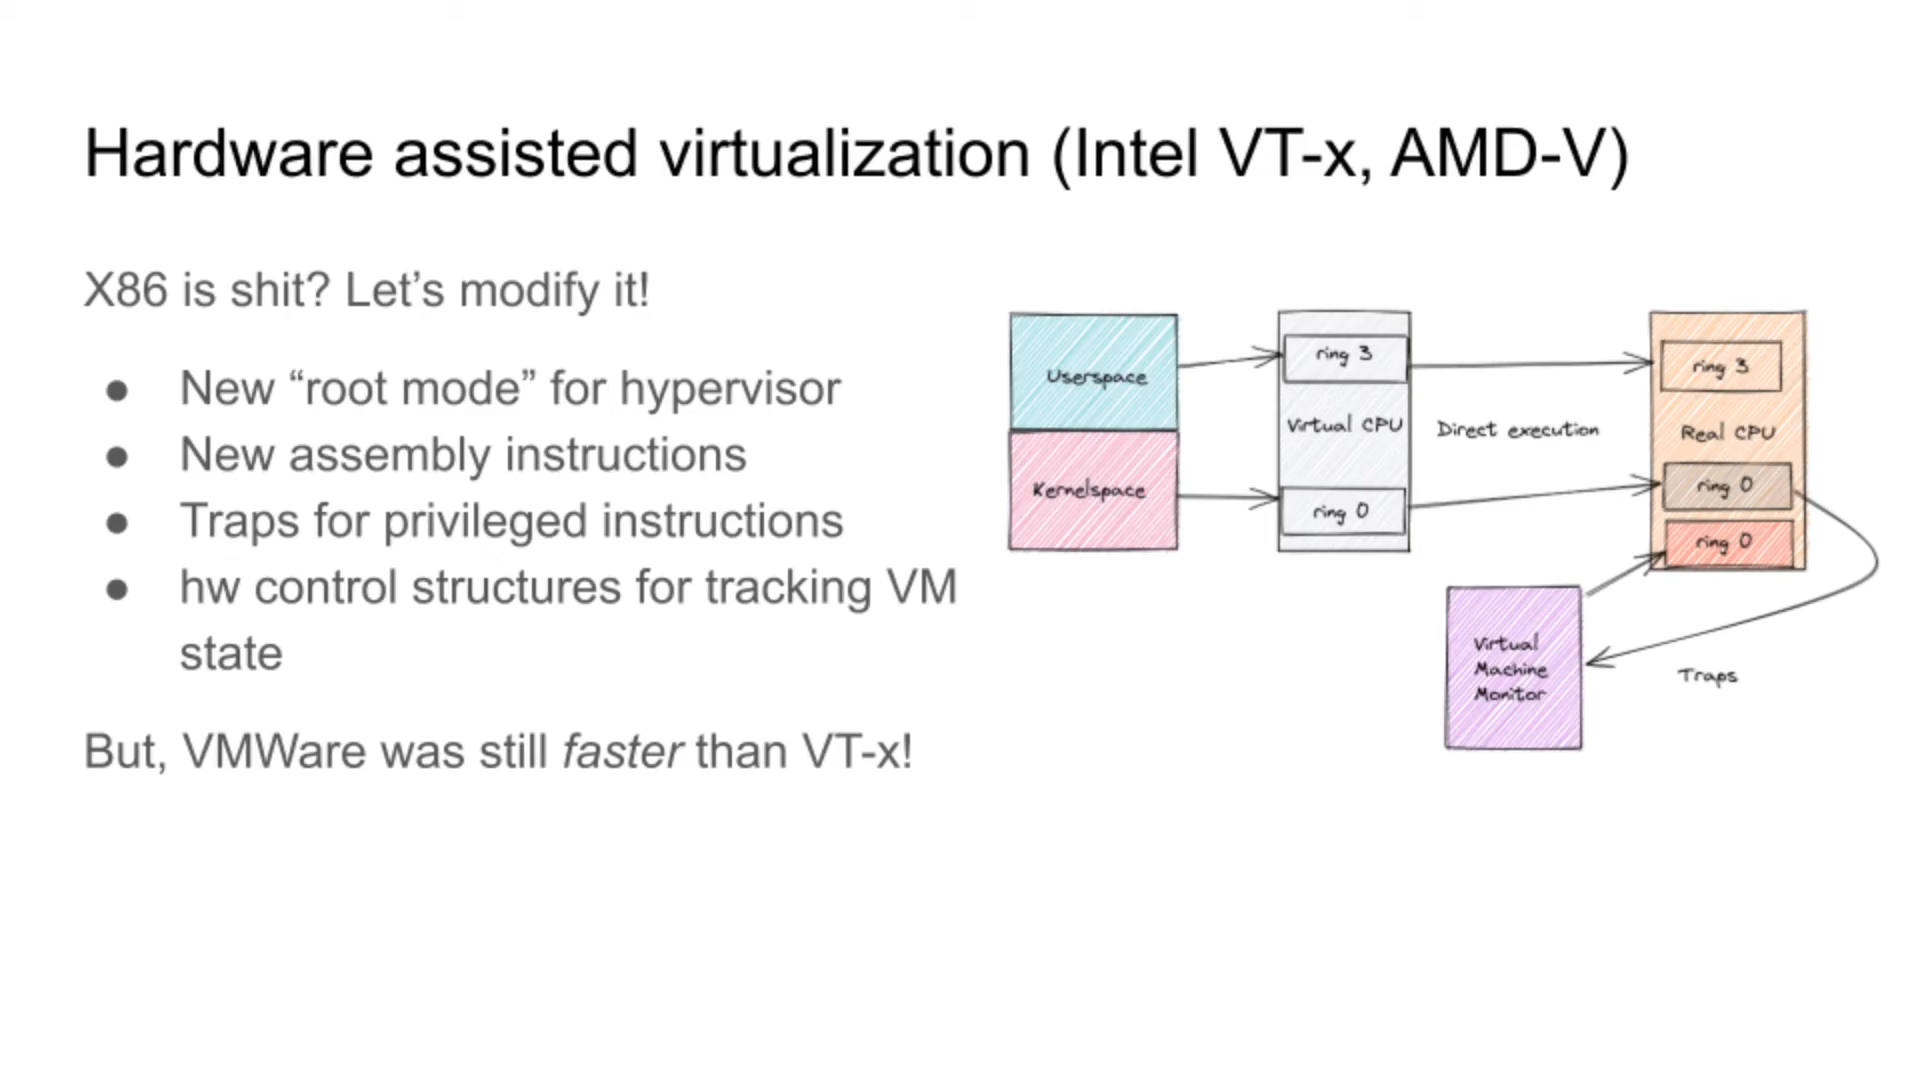 Hardware assisted virtualization (Intel VT-x, AMD-V)
X86 is shit? Let’s modify it!
● New “root mode” for hypervisor
● New assembly instructions
● Traps for privileged instructions
● hw control structures for tracking VM
state
But, VMWare was still faster than VT-x!
Userspace
Kernelspace
ring 3
Virtual CPU
ring 0
Direct execution
ring 3
Real CPU
ring 0
ring 0
Virtual
Machine
Monitor
Traps